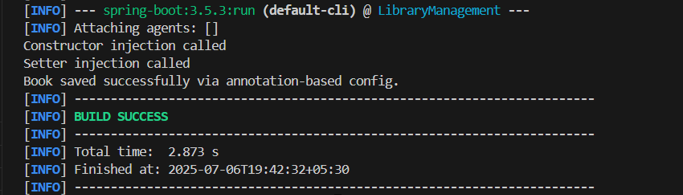 [INFO] --- spring-boot:3.5.3:run (default-cli) @ LibraryManagement ---
[INFO] Attaching agents: []
Constructor injection called
Setter injection called
Book saved successfully via annotation-based config.
[INFO] ------------------------------------------------------------------------
[INFO] BUILD SUCCESS
[INFO] ------------------------------------------------------------------------
[INFO] Total time:  2.873 s
[INFO] Finished at: 2025-07-06T19:42:32+05:30
[INFO] ------------------------------------------------------------------------